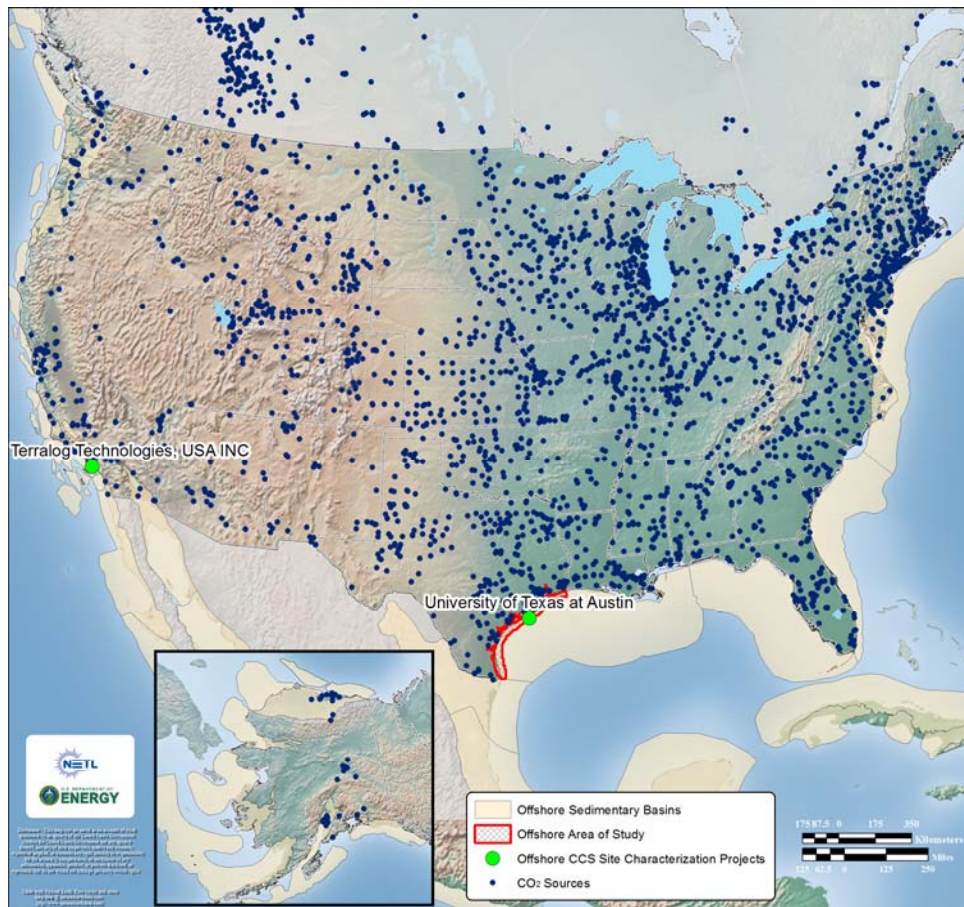 Terralog Technologies, USA INC
University of Texas at Austin
NETL
U.S. DEPARTMENT OF
ENERGY
Offshore Sedimentary Basins
Offshore Area of Study
Offshore CCS Site Characterization Projects
CO2 Sources
175 87.5 0 175 350
Kilometers
Miles
125 62.5 0 125 250